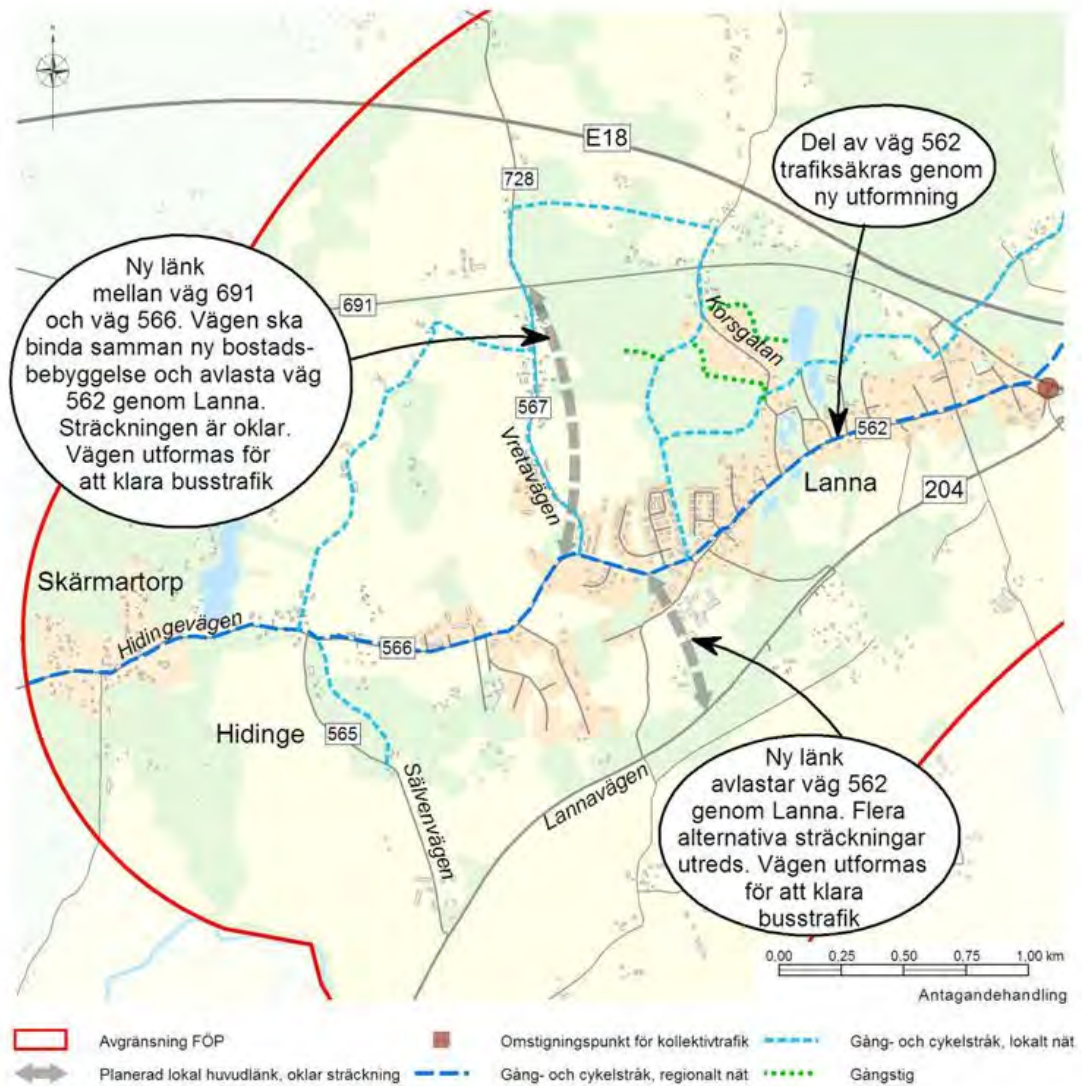 E18
728
Del av väg 562
trafiksäkras genom
ny utformning
Ny länk
mellan väg 691
och väg 566. Vägen ska
binda samman ny bostads-
bebyggelse och avlasta väg
562 genom Lanna.
Sträckningen är oklar.
Vägen utformas för
att klara busstrafik
691
Korsgatan
567
Vretavägen
562
Lanna
204
Skärmartorp
Hidingevägen
566
Hidinge
565
Sälvenvägen
Lannavägen
Ny länk
avlastar väg 562
genom Lanna. Flera
alternativa sträckningar
utreds. Vägen utformas
för att klara
busstrafik
0,00 0,25 0,50 0,75 1,00 km
Antagandehandling
Avgränsning FÖP
Omstigningspunkt för kollektivtrafik
Gång- och cykelstråk, lokalt nät
Planerad lokal huvudlänk, oklar sträckning
Gång- och cykelstråk, regionalt nät
Gångstig